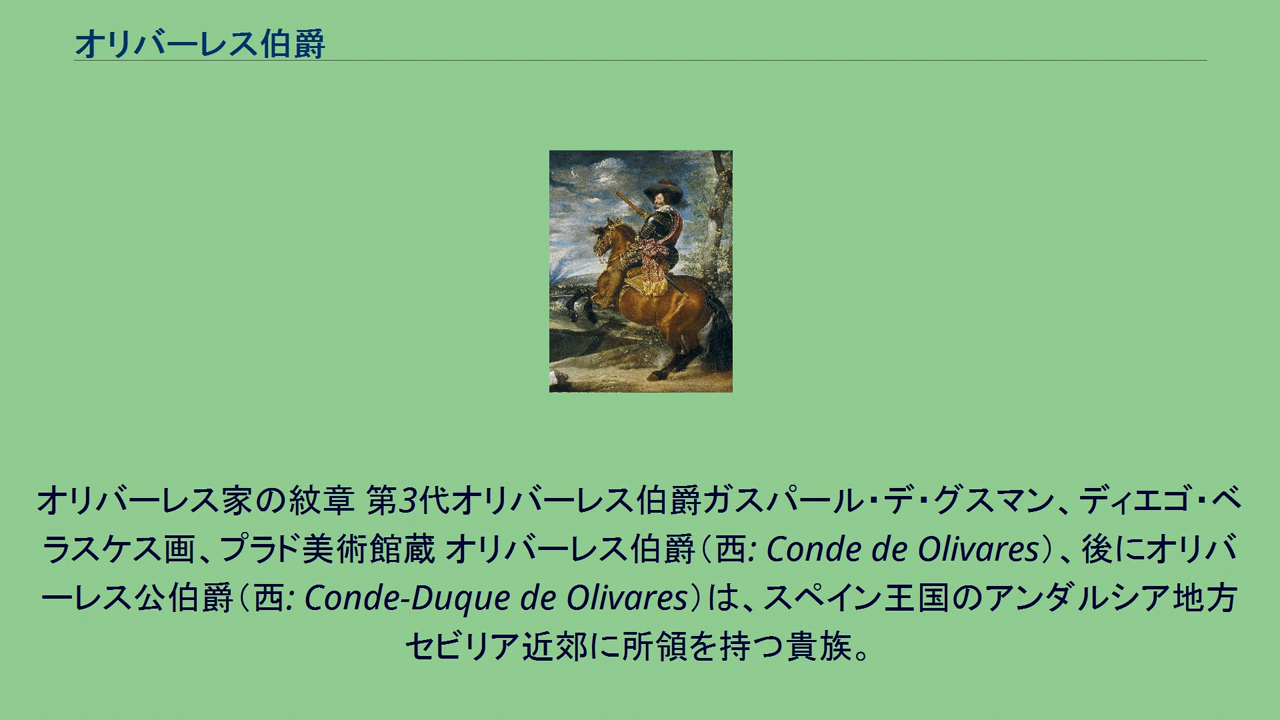 オリバーレス伯爵
オリバーレス家の紋章 第3代オリバーレス伯爵ガスパール・デ・グスマン、ディエゴ・ベ
ラスケス画、プラド美術館蔵 オリバーレス伯爵（西: Conde de Olivares）、後にオリバ
ーレス公伯爵（西: Conde-Duque de Olivares）は、スペイン王国のアンダルシア地方
セビリア近郊に所領を持つ貴族。